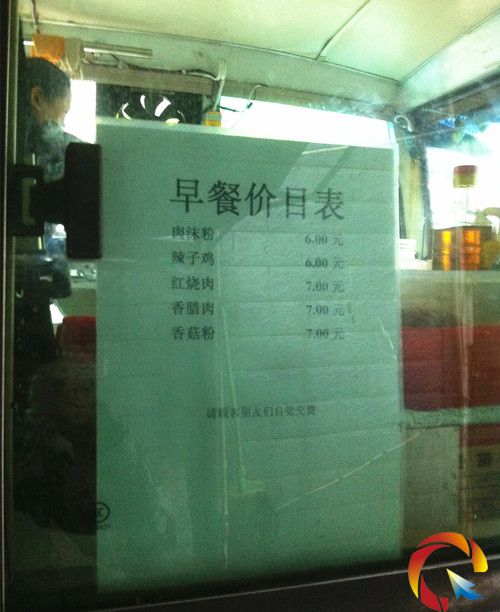 早餐价目表
肉沫粉 6.00 元
辣子鸡 6.00 元
红烧肉 7.00 元
香腊肉 7.00 元
香菇粉 7.00 元
请顾客朋友们自觉交费